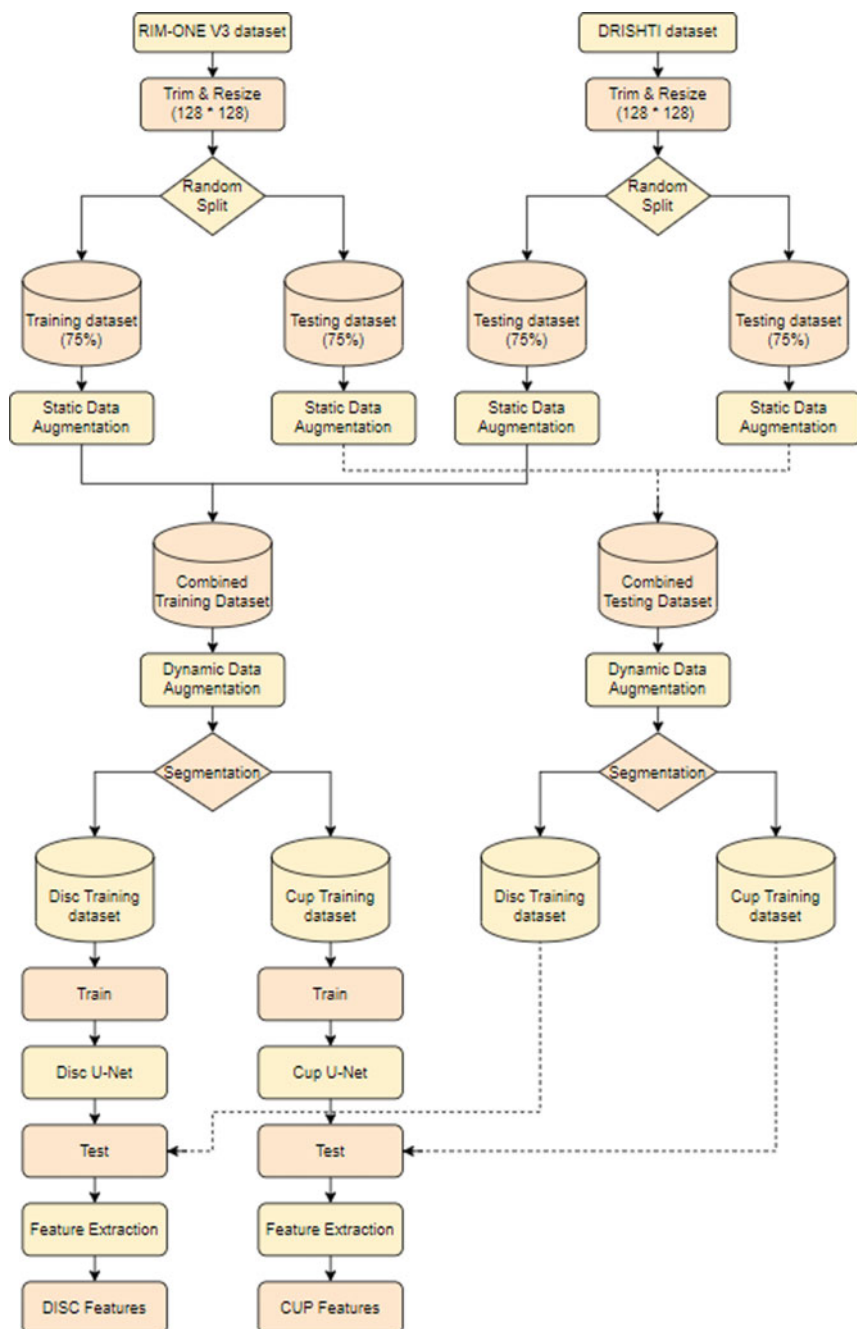 RIM-ONE V3 dataset
DRISHTI dataset
Trim & Resize
(128 * 128)
Trim & Resize
(128 * 128)
Random
Split
Random
Split
Training dataset
(75%)
Testing dataset
(75%)
Testing dataset
(75%)
Testing dataset
(75%)
Static Data
Augmentation
Static Data
Augmentation
Static Data
Augmentation
Static Data
Augmentation
Combined
Training Dataset
Combined
Testing Dataset
Dynamic Data
Augmentation
Dynamic Data
Augmentation
Segmentation
Segmentation
Disc Training
dataset
Cup Training
dataset
Disc Training
dataset
Cup Training
dataset
Train
Train
Disc U-Net
Cup U-Net
Test
Test
Feature Extraction
Feature Extraction
DISC Features
CUP Features